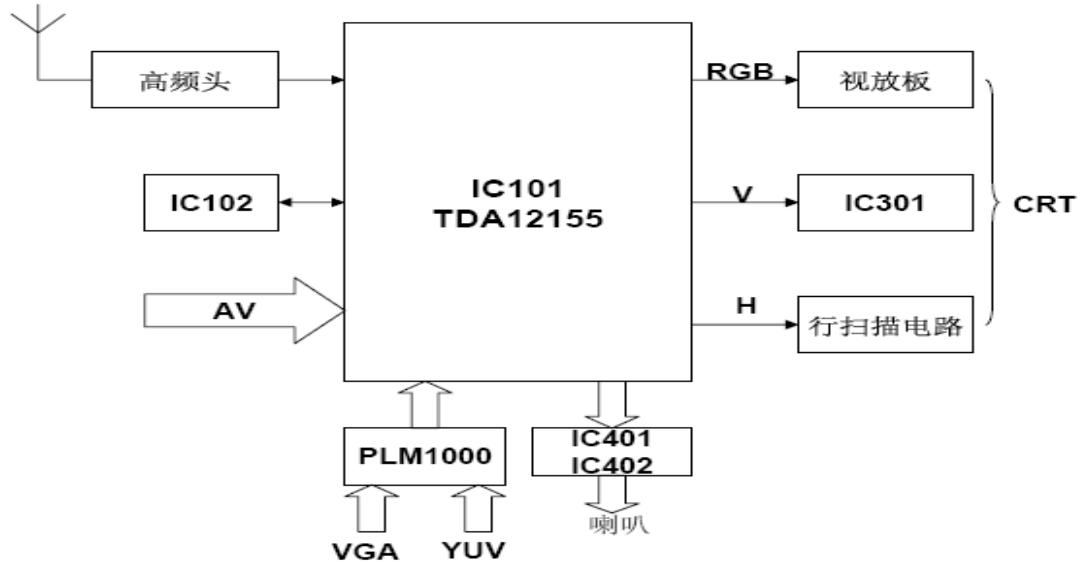 高频头
RGB
视放板
IC101
TDA12155
IC102
V
IC301
CRT
AV
H
行扫描电路
PLM1000
IC401
IC402
喇叭
VGA
YUV